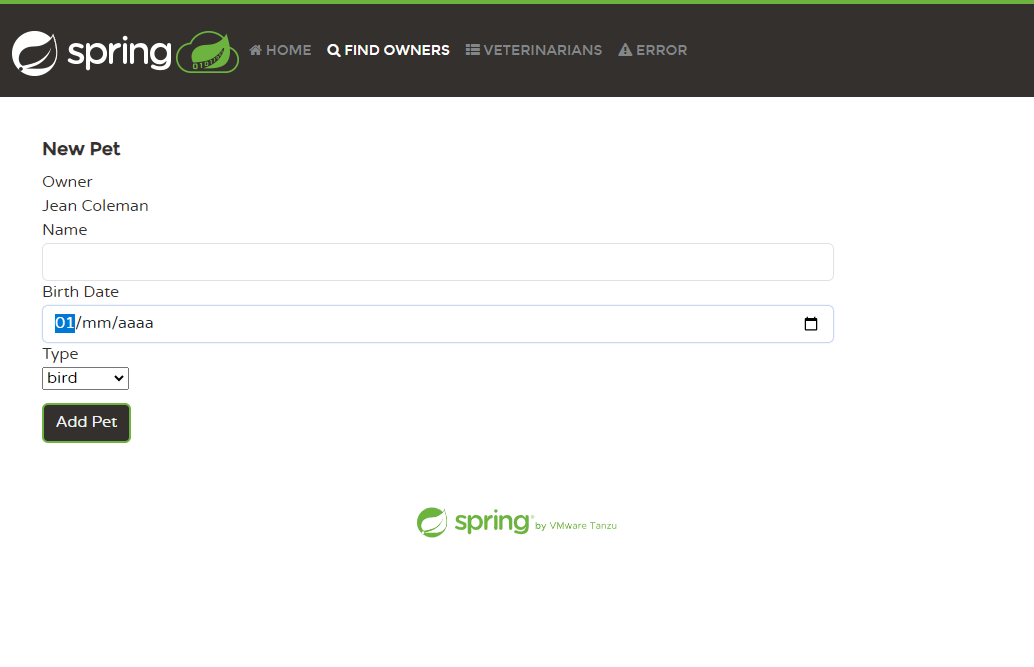 spring HOME FIND OWNERS VETERINARIANS ERROR
New Pet
Owner
Jean Coleman
Name
Birth Date
01/mm/aaaa
Type
bird
Add Pet
spring by VMware Tanzu